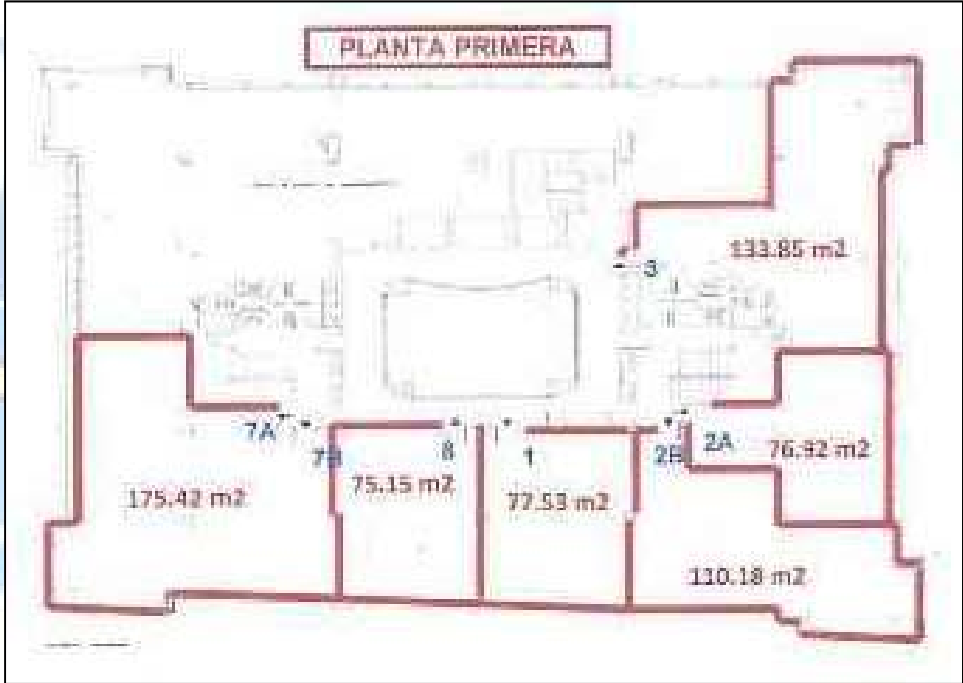 PLANTA PRIMERA
133.85 m2
3
7A
7B
8
1
2B
2A
76.92 m2
175.42 m2
75.15 m2
77.53 m2
110.18 m2